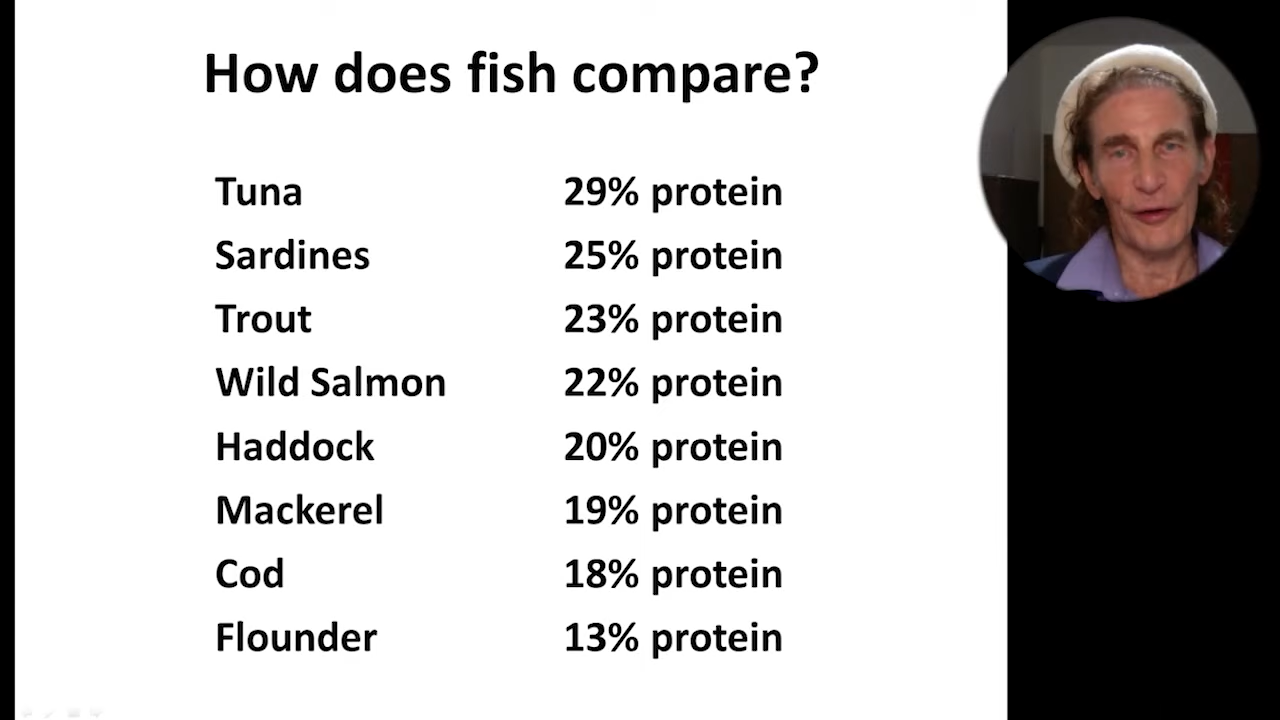 How does fish compare?
Tuna 29% protein
Sardines 25% protein
Trout 23% protein
Wild Salmon 22% protein
Haddock 20% protein
Mackerel 19% protein
Cod 18% protein
Flounder 13% protein